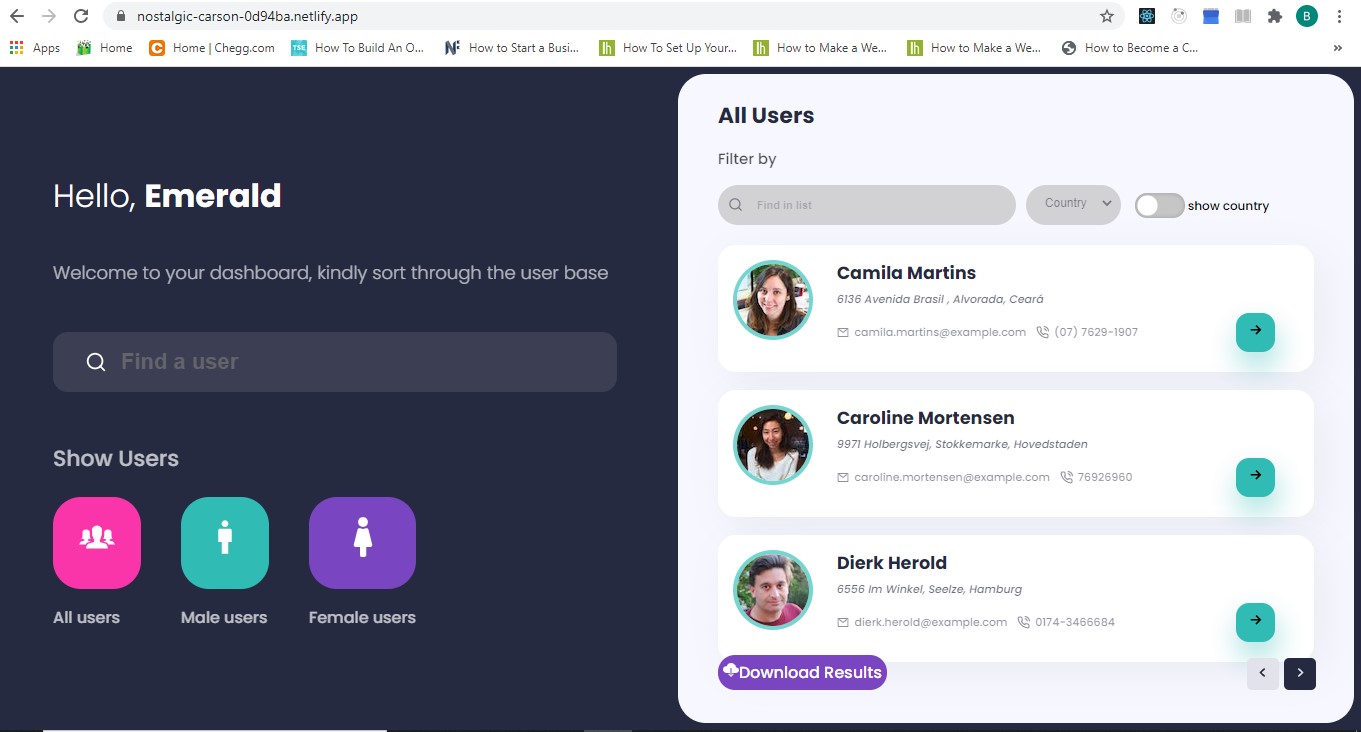 nostalgic-carson-0d94ba.netlify.app
B
Apps
Home
Home | Chegg.com
TSE
How To Build An O...
N
How to Start a Busi...
lh
How To Set Up Your...
lh
How to Make a We...
lh
How to Make a We...
How to Become a C...
»
Hello, Emerald
Welcome to your dashboard, kindly sort through the user base
Find a user
Show Users
All users
Male users
Female users
All Users
Filter by
Find in list
Country
show country
Camila Martins
6136 Avenida Brasil , Alvorada, Ceará
camila.martins@example.com (07) 7629-1907
Caroline Mortensen
9971 Holbergsvej, Stokkemarke, Hovedstaden
caroline.mortensen@example.com 76926960
Dierk Herold
6556 Im Winkel, Seelze, Hamburg
dierk.herold@example.com 0174-3466684
Download Results